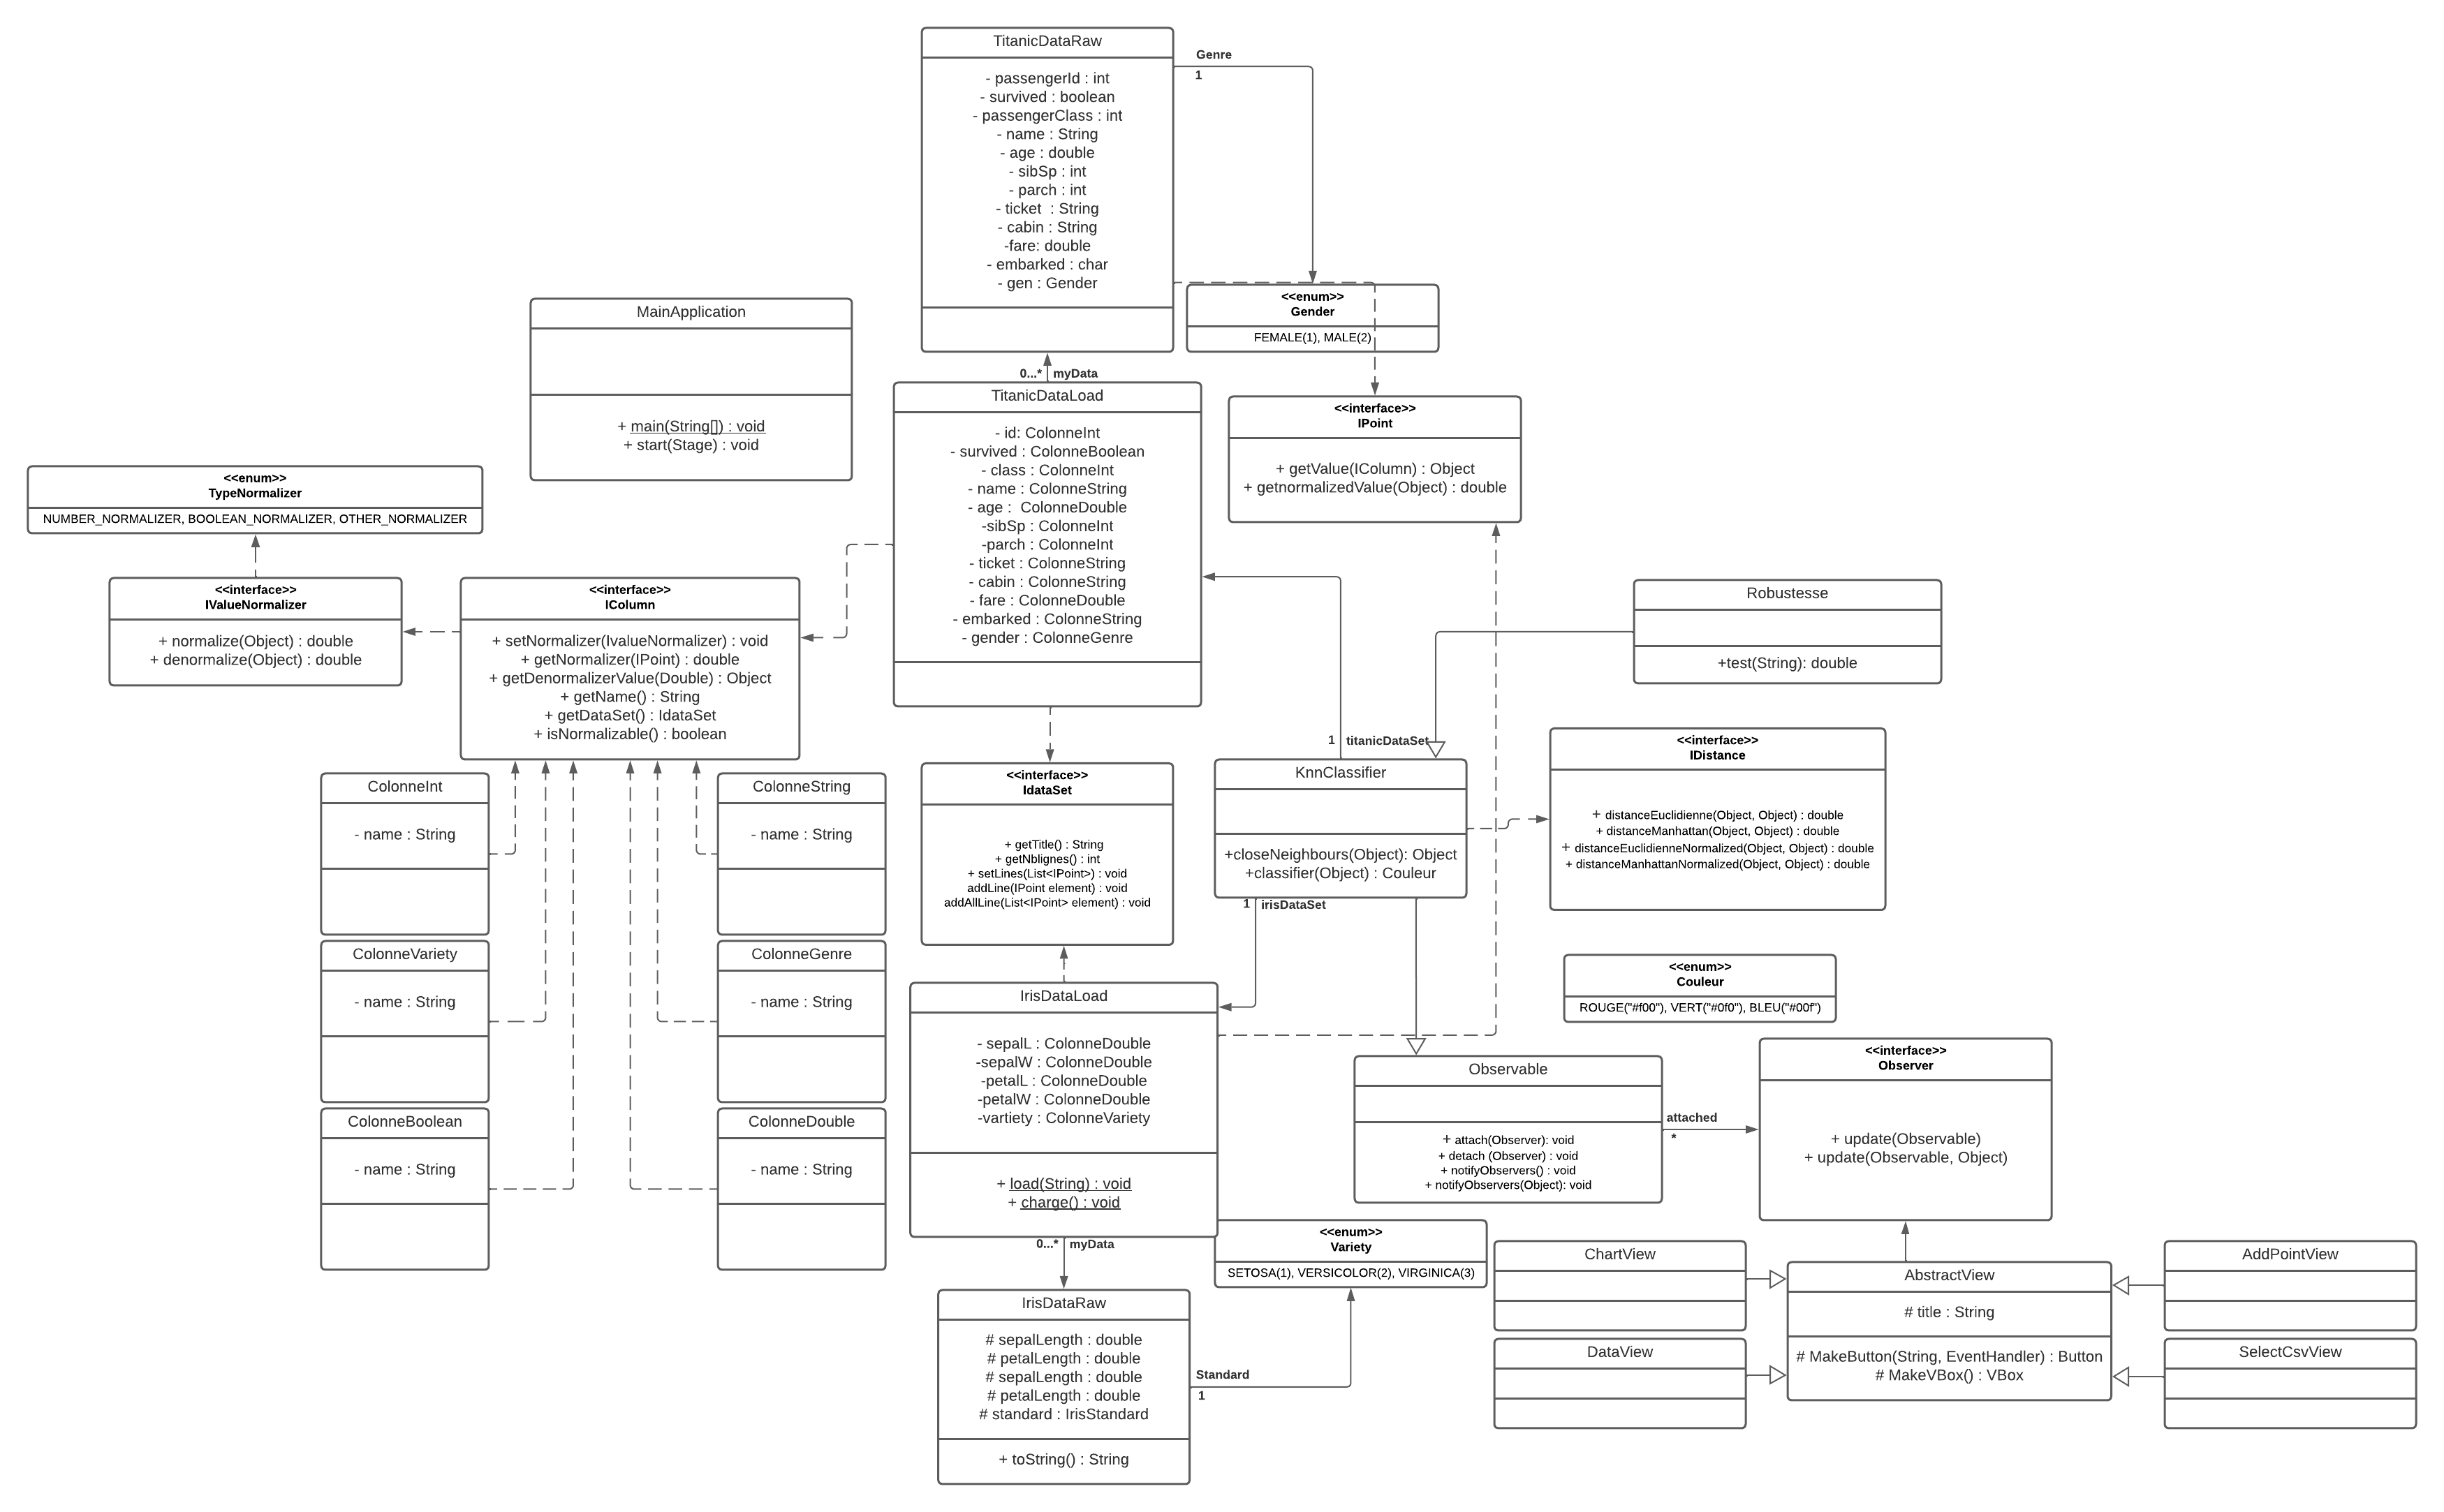 TitanicDataRaw
- passengerId : int
- survived : boolean
- passengerClass : int
- name : String
- age : double
- sibSp : int
- parch : int
- ticket  : String
- cabin : String
-fare: double
- embarked : char
- gen : Gender
Genre
1
<<enum>>
Gender
FEMALE(1), MALE(2)
MainApplication
+ main(String[]) : void
+ start(Stage) : void
0...* myData
TitanicDataLoad
- id: ColonneInt
- survived : ColonneBoolean
- class : ColonneInt
- name : ColonneString
- age :  ColonneDouble
-sibSp : ColonneInt
-parch : ColonneInt
- ticket : ColonneString
- cabin : ColonneString
- fare : ColonneDouble
- embarked : ColonneString
- gender : ColonneGenre
<<interface>>
IPoint
+ getValue(IColumn) : Object
+ getnormalizedValue(Object) : double
<<enum>>
TypeNormalizer
NUMBER_NORMALIZER, BOOLEAN_NORMALIZER, OTHER_NORMALIZER
<<interface>>
IValueNormalizer
+ normalize(Object) : double
+ denormalize(Object) : double
<<interface>>
IColumn
+ setNormalizer(IvalueNormalizer) : void
+ getNormalizer(IPoint) : double
+ getDenormalizerValue(Double) : Object
+ getName() : String
+ getDataSet() : IdataSet
+ isNormalizable() : boolean
Robustesse
+test(String): double
1 titanicDataSet
<<interface>>
IDistance
+ distanceEuclidienne(Object, Object) : double
+ distanceManhattan(Object, Object) : double
+ distanceEuclidienneNormalized(Object, Object) : double
+ distanceManhattanNormalized(Object, Object) : double
KnnClassifier
+closeNeighbours(Object): Object
+classifier(Object) : Couleur
1 irisDataSet
<<interface>>
IdataSet
+ getTitle() : String
+ getNblignes() : int
+ setLines(List<IPoint>) : void
addLine(IPoint element) : void
addAllLine(List<IPoint> element) : void
ColonneInt
- name : String
ColonneString
- name : String
ColonneVariety
- name : String
ColonneGenre
- name : String
ColonneBoolean
- name : String
ColonneDouble
- name : String
<<enum>>
Couleur
ROUGE("#f00"), VERT("#0f0"), BLEU("#00f")
IrisDataLoad
- sepalL : ColonneDouble
-sepalW : ColonneDouble
-petalL : ColonneDouble
-petalW : ColonneDouble
-vartiety : ColonneVariety
+ load(String) : void
+ charge() : void
Observable
+ attach(Observer): void
+ detach (Observer) : void
+ notifyObservers() : void
+ notifyObservers(Object): void
attached
*
<<interface>>
Observer
+ update(Observable)
+ update(Observable, Object)
0...* myData
<<enum>>
Variety
SETOSA(1), VERSICOLOR(2), VIRGINICA(3)
IrisDataRaw
# sepalLength : double
# petalLength : double
# sepalLength : double
# petalLength : double
# standard : IrisStandard
+ toString() : String
Standard
1
ChartView
DataView
AbstractView
# title : String
# MakeButton(String, EventHandler) : Button
# MakeVBox() : VBox
AddPointView
SelectCsvView